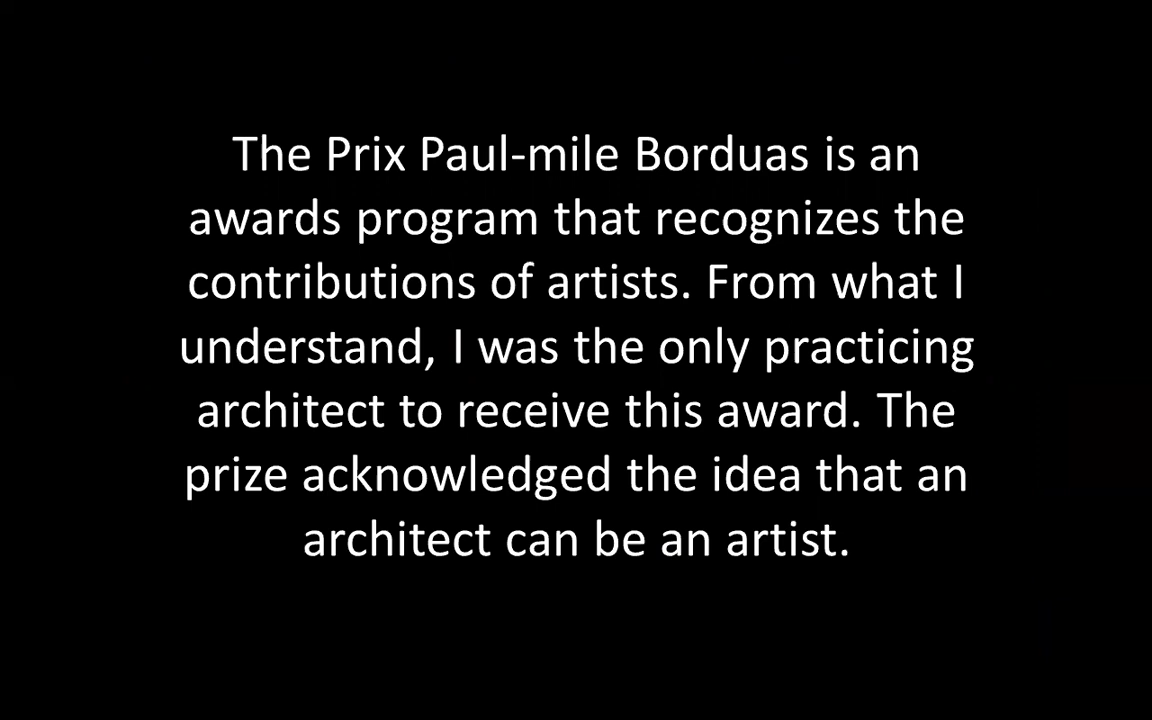 The Prix Paul-mile Borduas is an
awards program that recognizes the
contributions of artists. From what I
understand, I was the only practicing
architect to receive this award. The
prize acknowledged the idea that an
architect can be an artist.